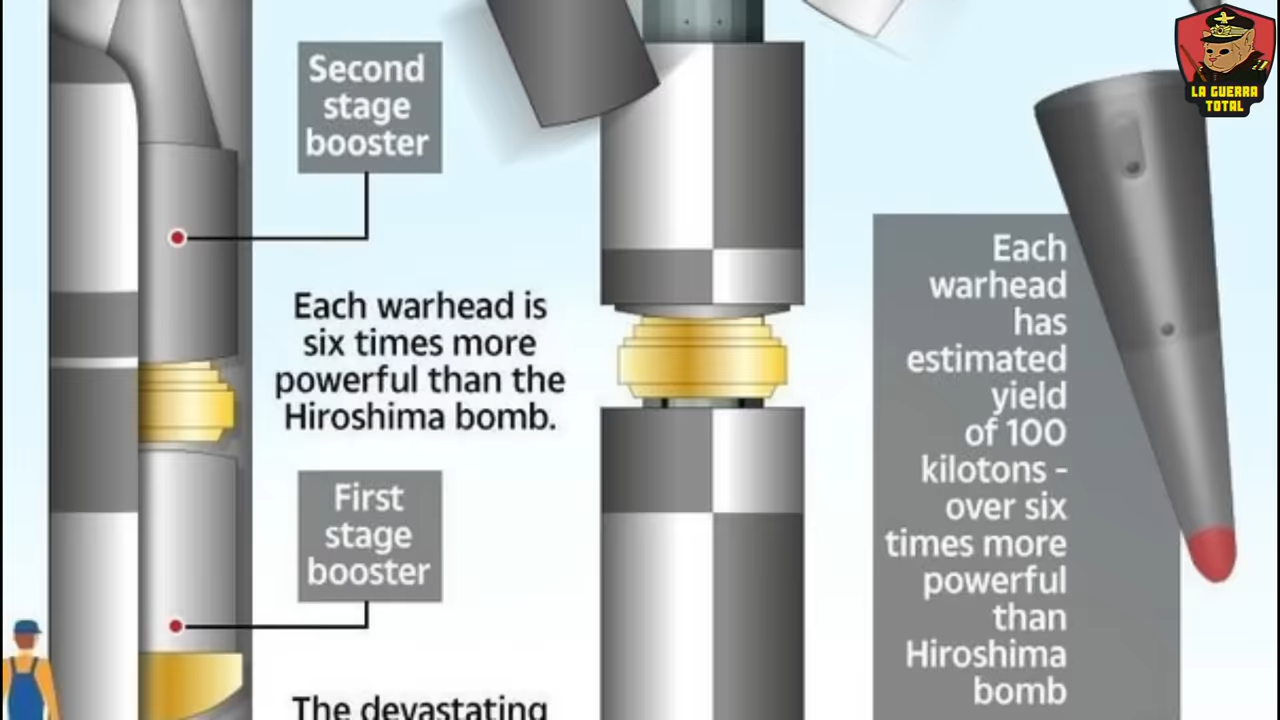 LA GUERRA
TOTAL
Second
stage
booster
Each warhead is
six times more
powerful than the
Hiroshima bomb.
First
stage
booster
The devastating
Each
warhead
has
estimated
yield
of 100
kilotons -
over six
times more
powerful
than
Hiroshima
bomb